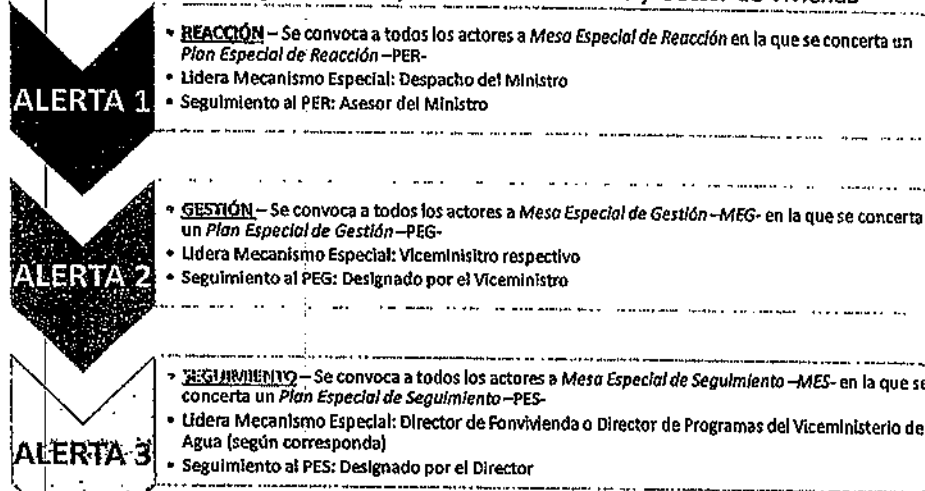 y Sector de Vivienda
ALERTA 1
• REACCIÓN – Se convoca a todos los actores a Mesa Especial de Reacción en la que se concerta un
Plan Especial de Reacción –PER-
• Lidera Mecanismo Especial: Despacho del Ministro
• Seguimiento al PER: Asesor del Ministro
ALERTA 2
• GESTIÓN – Se convoca a todos los actores a Mesa Especial de Gestión –MEG- en la que se concerta
un Plan Especial de Gestión –PEG-
• Lidera Mecanismo Especial: Viceminisitro respectivo
• Seguimiento al PEG: Designado por el Viceministro
ALERTA 3
• SEGUIMIENTO – Se convoca a todos los actores a Mesa Especial de Seguimiento –MES- en la que se
concerta un Plan Especial de Seguimiento –PES-
• Lidera Mecanismo Especial: Director de Fonvivienda o Director de Programas del Viceministerio de
Agua (según corresponda)
• Seguimiento al PES: Designado por el Director